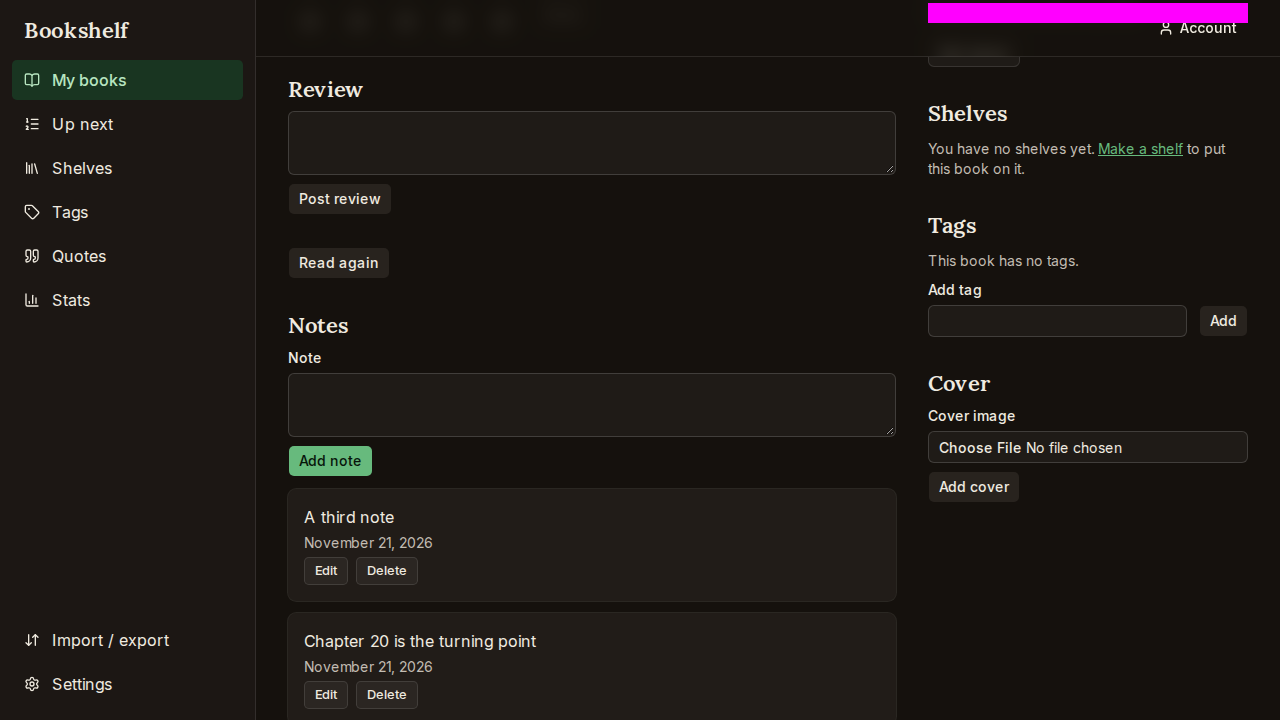 Bookshelf
My books
Up next
Shelves
Tags
Quotes
Stats
Import / export
Settings
Account
Review
Post review
Read again
Notes
Note
Add note
A third note
November 21, 2026
Edit
Delete
Chapter 20 is the turning point
November 21, 2026
Edit
Delete
Shelves
You have no shelves yet. Make a shelf to put
this book on it.
Tags
This book has no tags.
Add tag
Add
Cover
Cover image
Choose File No file chosen
Add cover